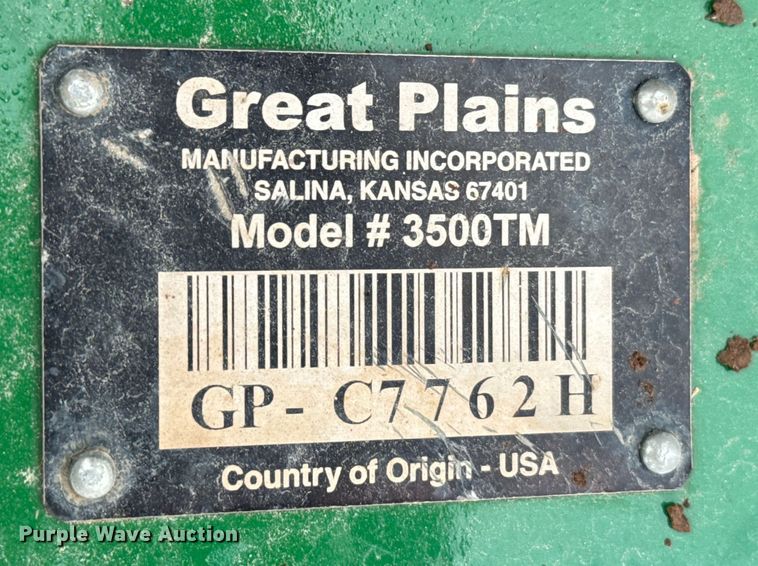 Great Plains
MANUFACTURING INCORPORATED
SALINA, KANSAS 67401
Model # 3500TM
GP- C7762H
Country of Origin - USA
Purple Wave Auction